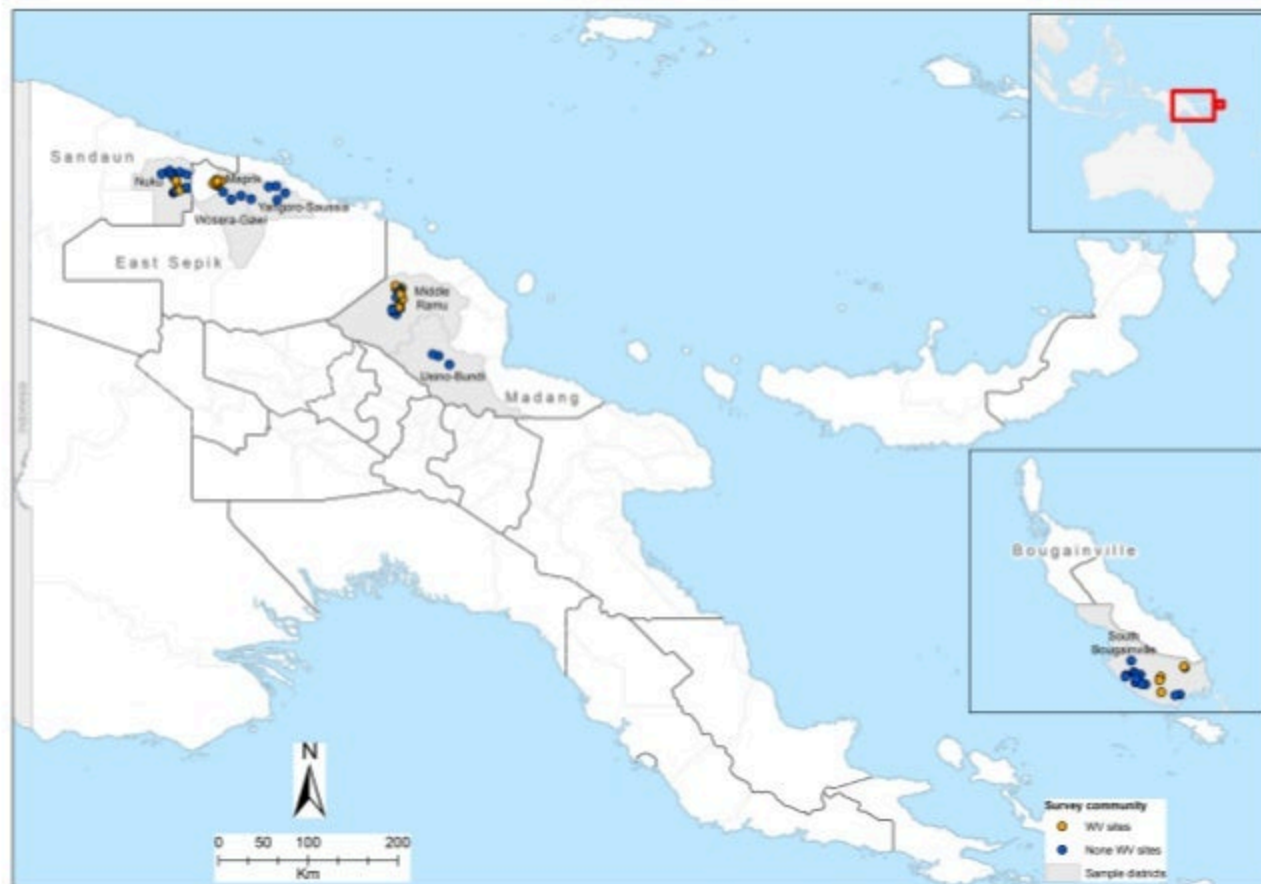 Sandaun
Nuku
Maprik
Yangoro-Saussia
Wosera-Gawi
East Sepik
Middle
Ramu
Usino-Bundi
Madang
Bougainville
South
Bougainville
N
0 50 100 200
Km
Survey community
WV sites
None WV sites
Sample districts